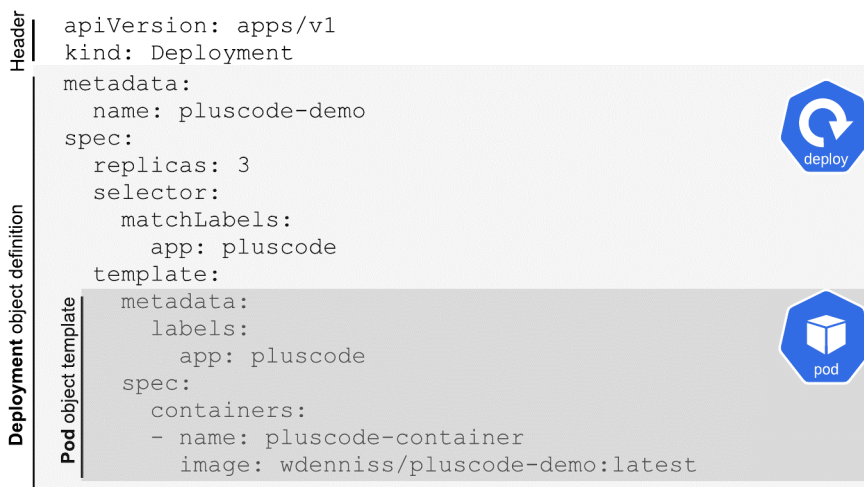 Header
apiVersion: apps/v1
kind: Deployment
Deployment object definition
metadata:
  name: pluscode-demo
spec:
  replicas: 3
  selector:
    matchLabels:
      app: pluscode
  template:
Pod object template
    metadata:
      labels:
        app: pluscode
    spec:
      containers:
      - name: pluscode-container
        image: wdenniss/pluscode-demo:latest
deploy
pod